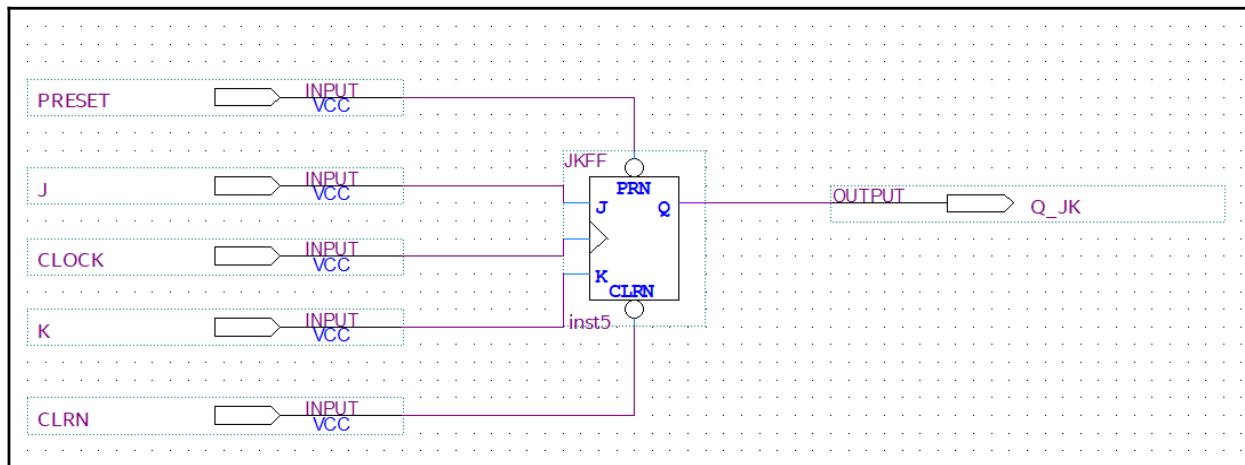 PRESET
INPUT
VCC
J
INPUT
VCC
CLOCK
INPUT
VCC
K
INPUT
VCC
CLRN
INPUT
VCC
JKFF
PRN
J
Q
K
CLRN
inst5
OUTPUT
Q_JK